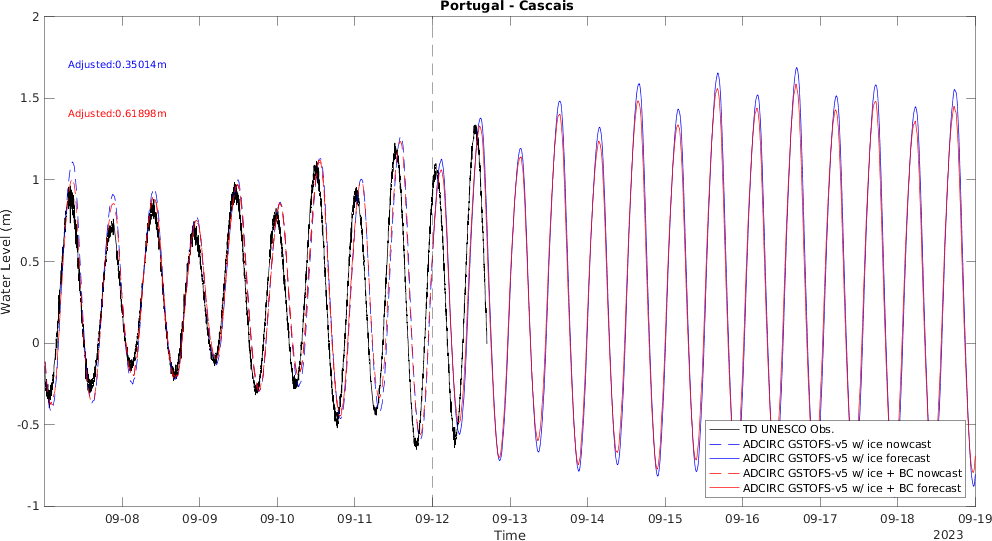 Portugal - Cascais
2
1.5
1
0.5
0
-0.5
-1
Water Level (m)
Adjusted:0.35014m
Adjusted:0.61898m
TD UNESCO Obs.
ADCIRC GSTOFS-v5 w/ ice nowcast
ADCIRC GSTOFS-v5 w/ ice forecast
ADCIRC GSTOFS-v5 w/ ice + BC nowcast
ADCIRC GSTOFS-v5 w/ ice + BC forecast
09-08 09-09 09-10 09-11 09-12 09-13 09-14 09-15 09-16 09-17 09-18 09-19
Time
2023